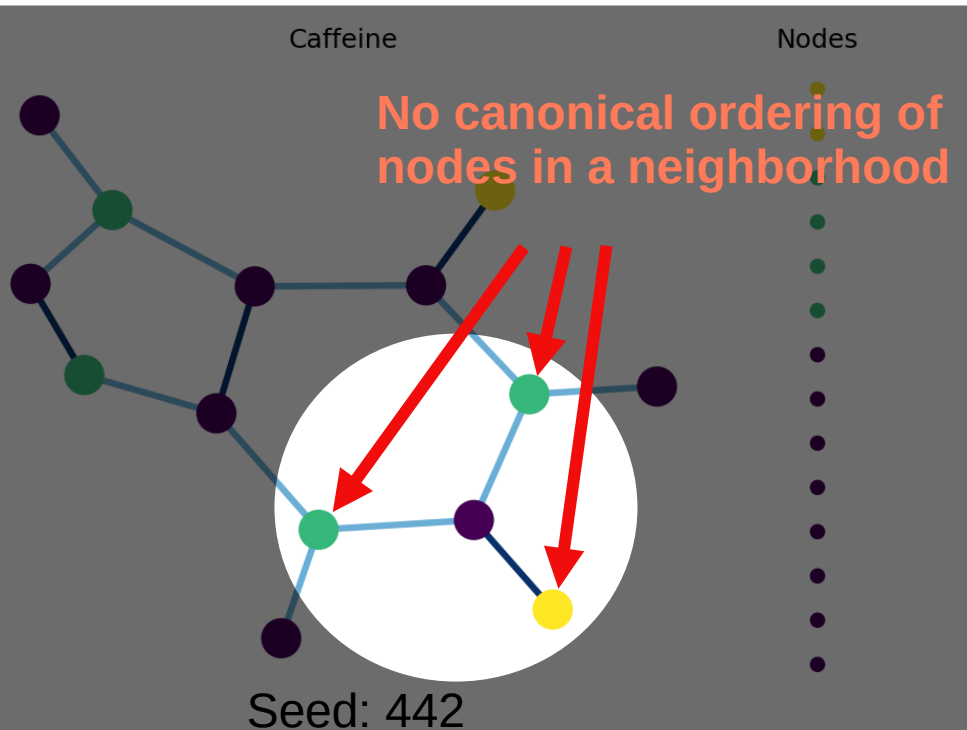 Caffeine
Nodes
No canonical ordering of
nodes in a neighborhood
Seed: 442